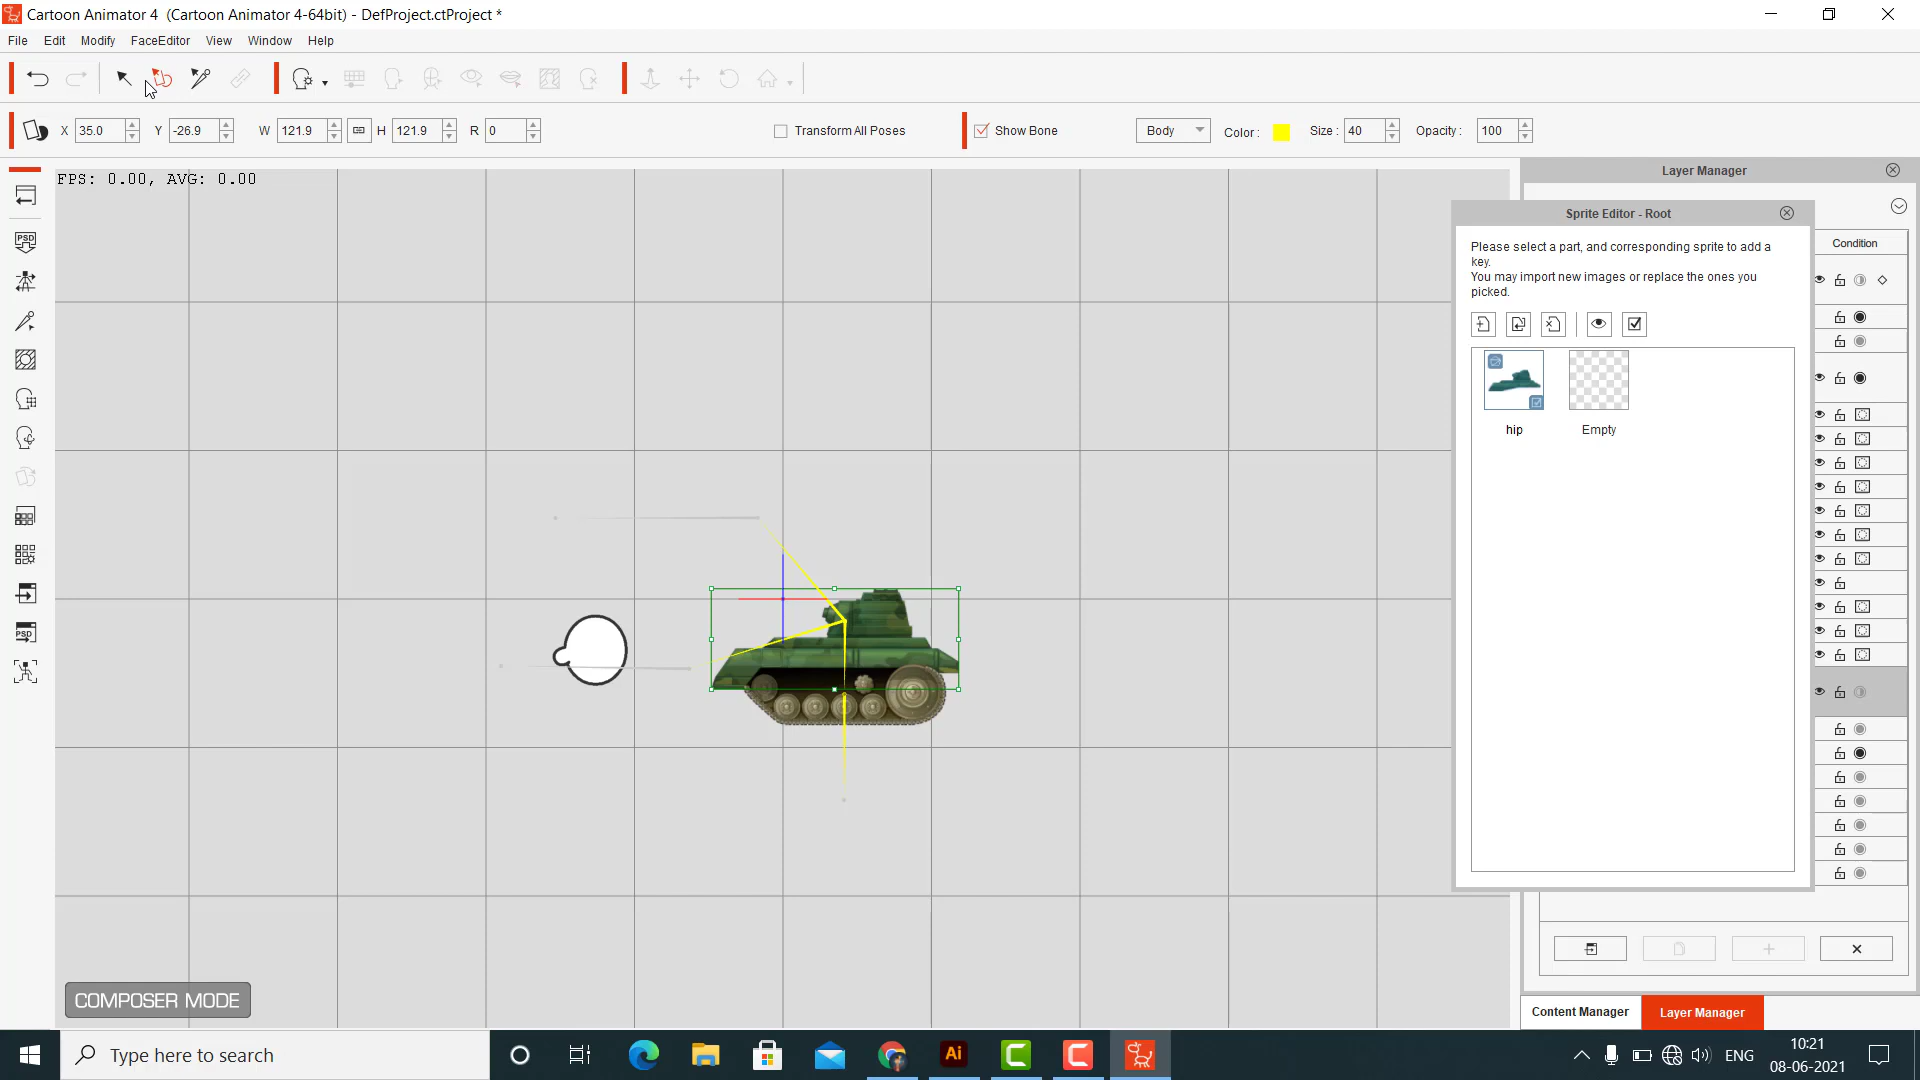 Cartoon Animator 4  (Cartoon Animator 4-64bit) - DefProject.ctProject *
File Edit Modify FaceEditor View Window Help
X 35.0 Y -26.9 W 121.9 H 121.9 R 0 Transform All Poses Show Bone Body Color : Size : 40 Opacity : 100
FPS: 0.00, AVG: 0.00
Layer Manager
Sprite Editor - Root
Condition
Please select a part, and corresponding sprite to add a
key.
You may import new images or replace the ones you
picked.
hip Empty
PSD
PSD
COMPOSER MODE
Content Manager Layer Manager
Type here to search
Ai
ENG
10:21
08-06-2021